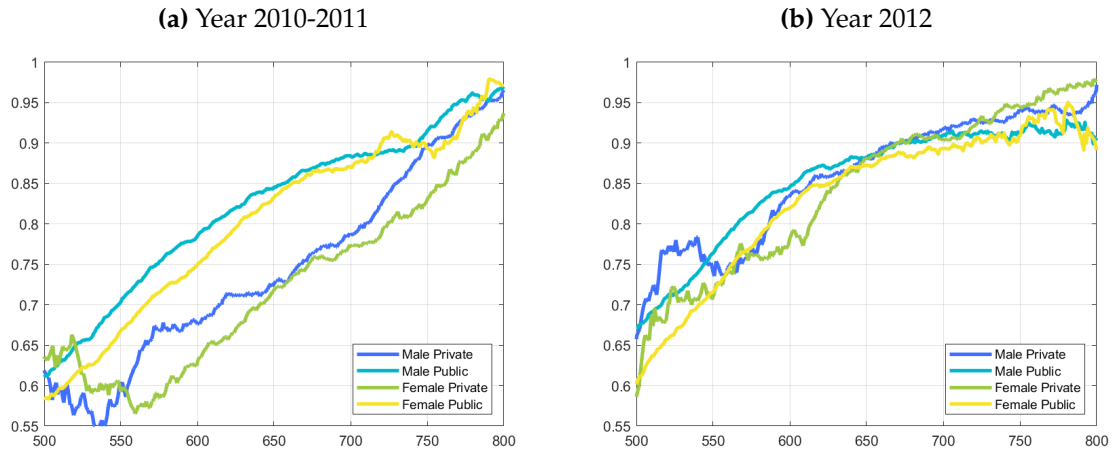 (a) Year 2010-2011
1
0.95
0.9
0.85
0.8
0.75
0.7
0.65
0.6
0.55
500 550 600 650 700 750 800
Male Private
Male Public
Female Private
Female Public
(b) Year 2012
1
0.95
0.9
0.85
0.8
0.75
0.7
0.65
0.6
0.55
500 550 600 650 700 750 800
Male Private
Male Public
Female Private
Female Public